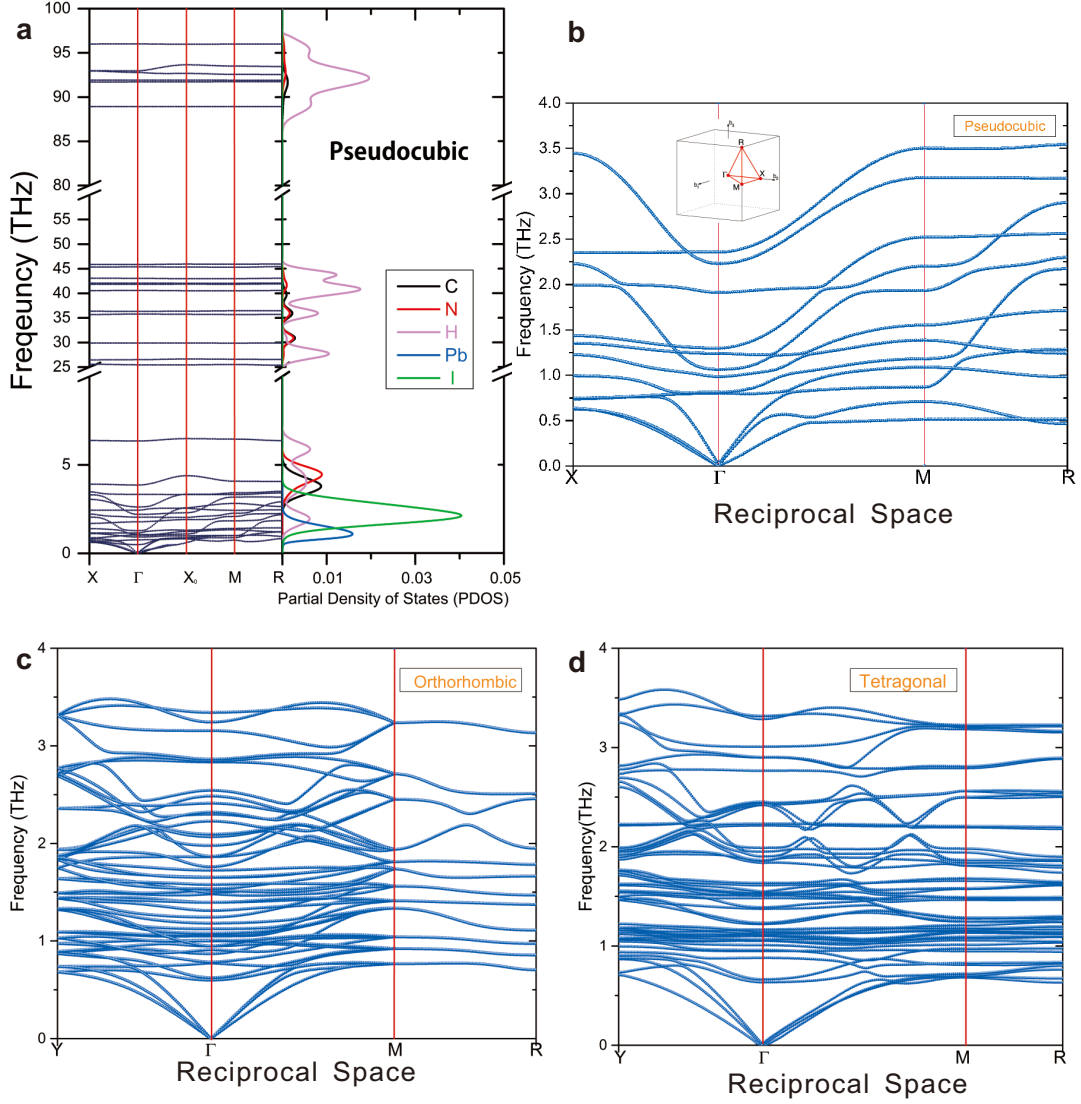 a
Freqeuncy (THz)
100
95
90
85
80
55
50
45
40
35
30
25
5
0
Pseudocubic
C
N
H
Pb
I
X Γ X₀ M R
0.01 0.03 0.05
Partial Density of States (PDOS)
b
Frequency (THz)
4.0
3.5
3.0
2.5
2.0
1.5
1.0
0.5
0.0
Pseudocubic
R
Γ
X
M
X Γ M R
Reciprocal Space
c
Frequency (THz)
4
3
2
1
0
Orthorhombic
Y Γ M R
Reciprocal Space
d
Frequency(THz)
4
3
2
1
0
Tetragonal
Y Γ M R
Reciprocal Space